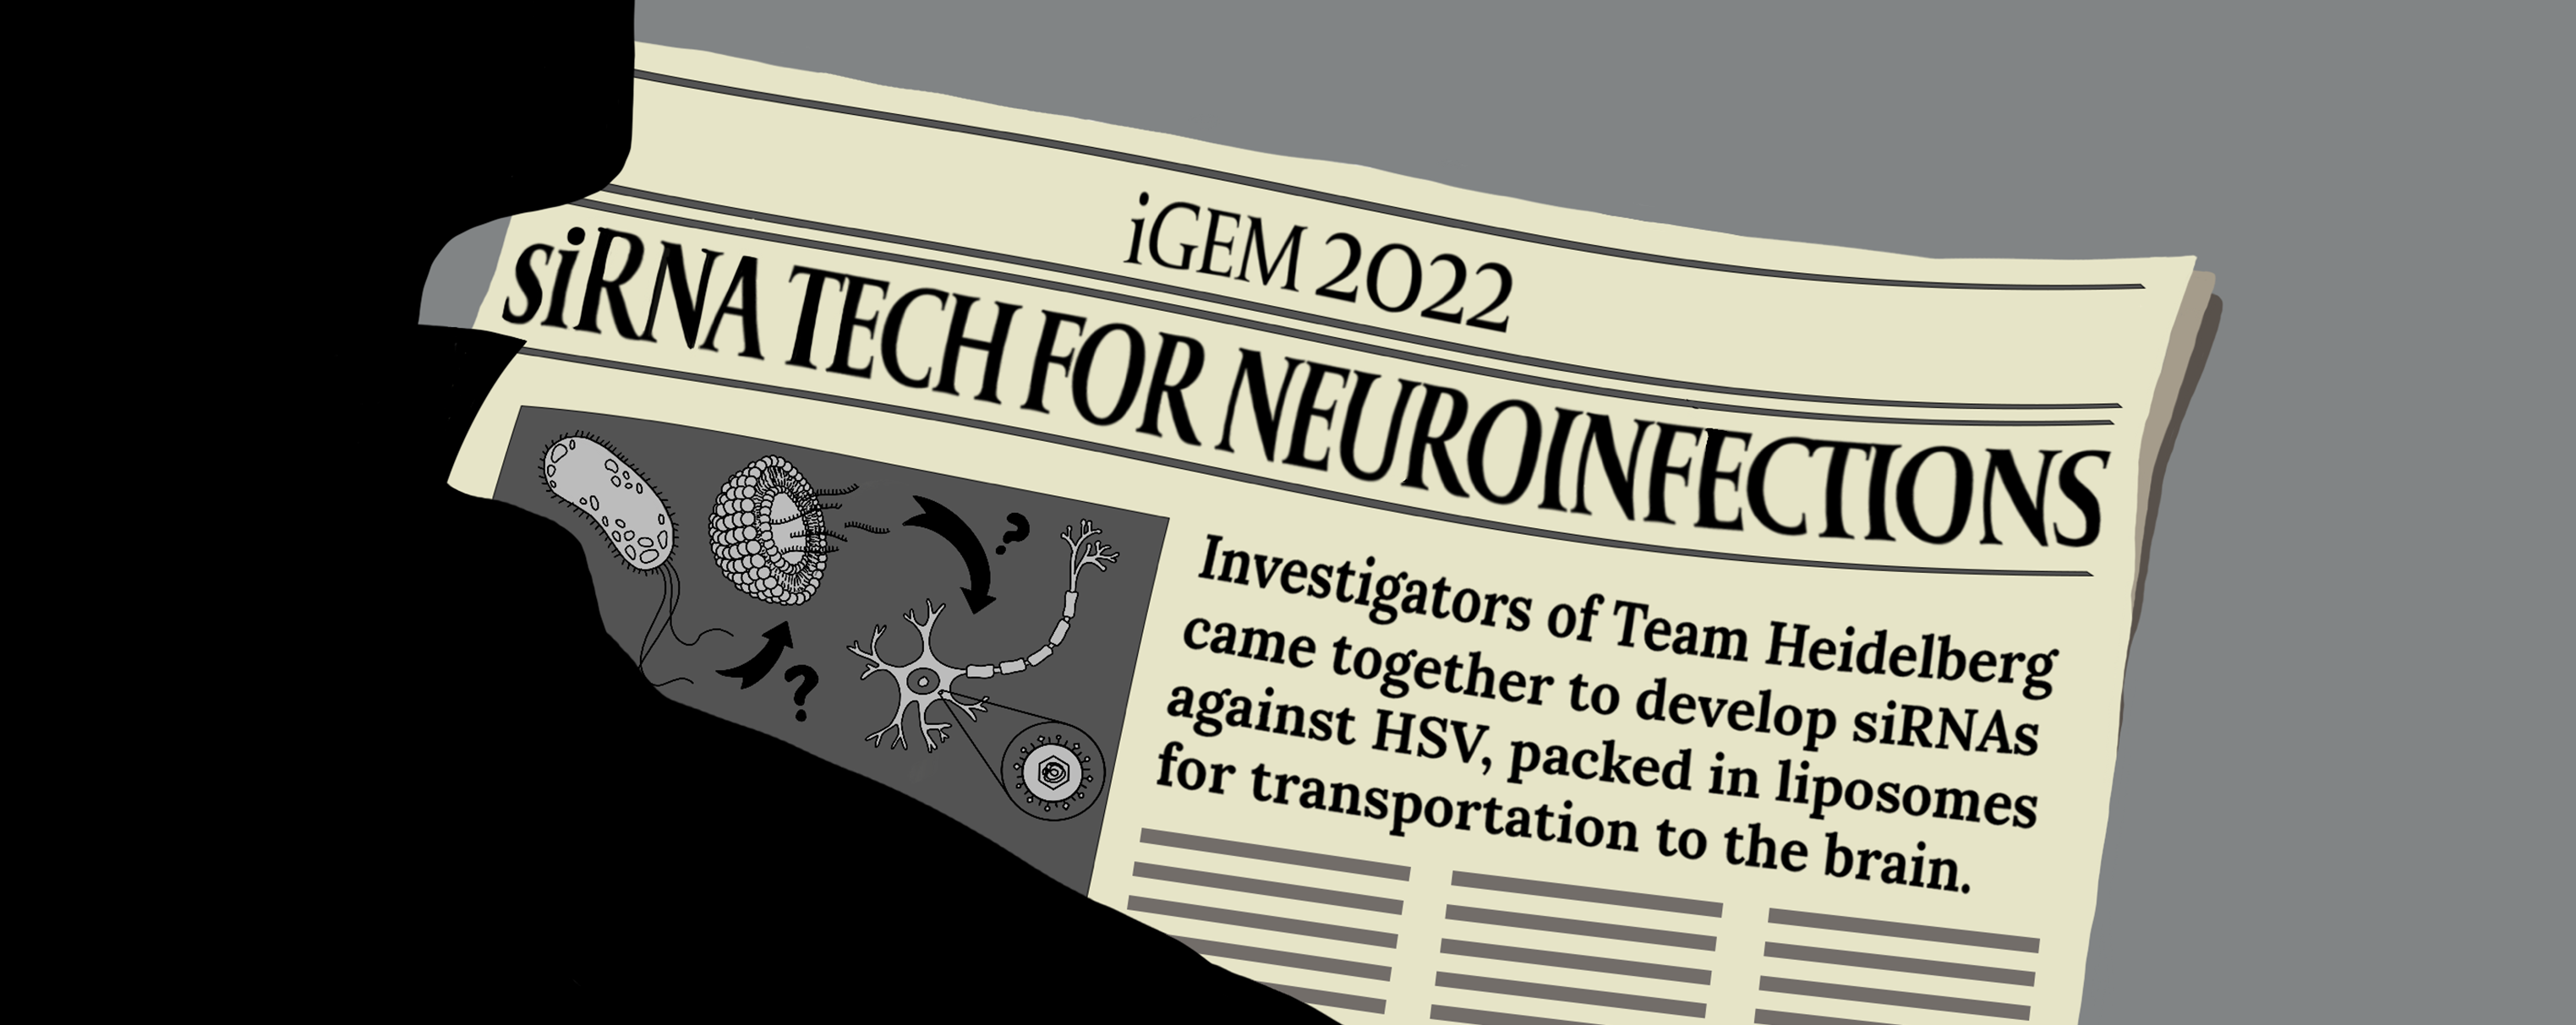 iGEM 2022
siRNA TECH FOR NEUROINFECTIONS
?
?
Investigators of Team Heidelberg
came together to develop siRNAs
against HSV, packed in liposomes
for transportation to the brain.